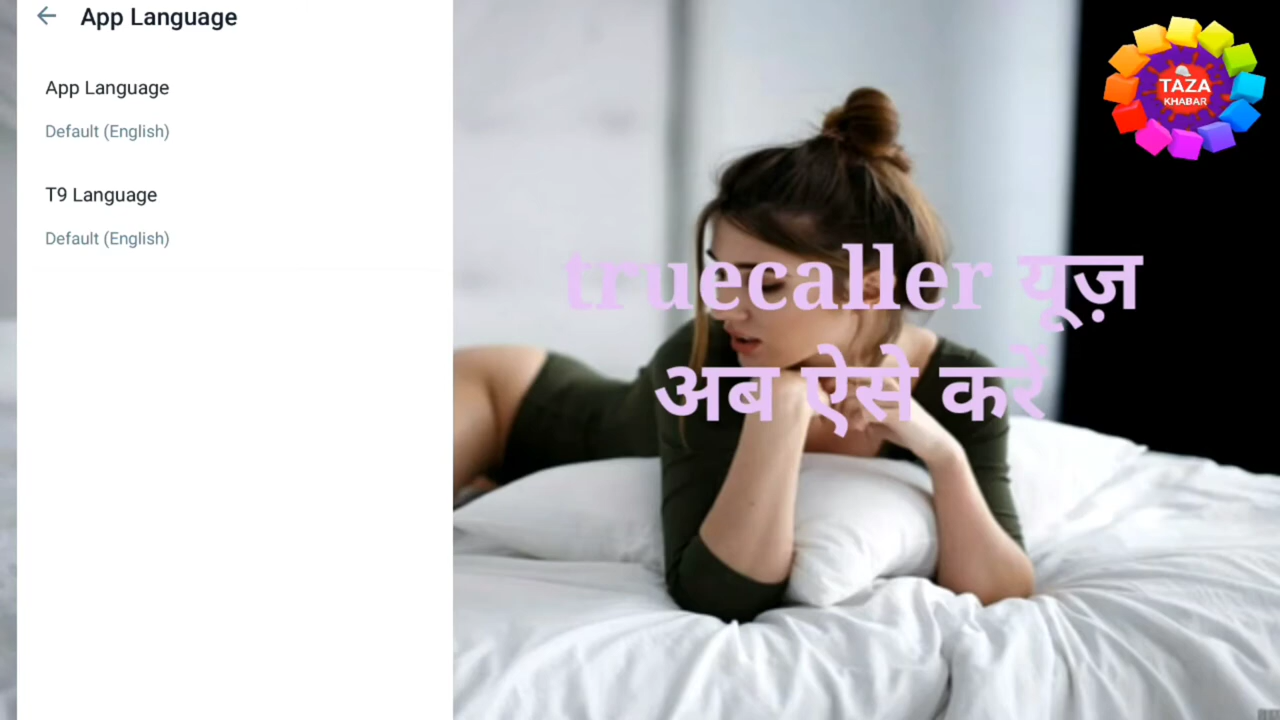 App Language
App Language
Default (English)
T9 Language
Default (English)
truecaller यूज़
अब ऐसे करें
TAZA
KHABAR